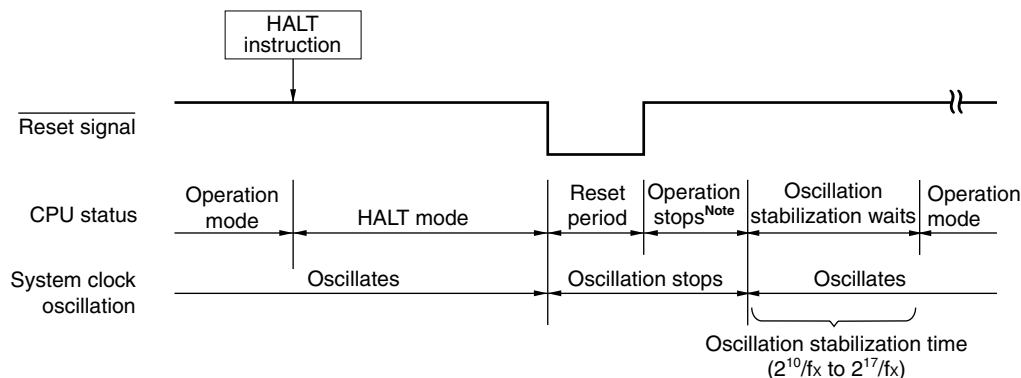 HALT
instruction
Reset signal
CPU status
Operation
mode
HALT mode
Reset
period
Operation
stopsNote
Oscillation
stabilization waits
Operation
mode
System clock
oscillation
Oscillates
Oscillation stops
Oscillates
Oscillation stabilization time
(2¹⁰/fx to 2¹⁷/fx)